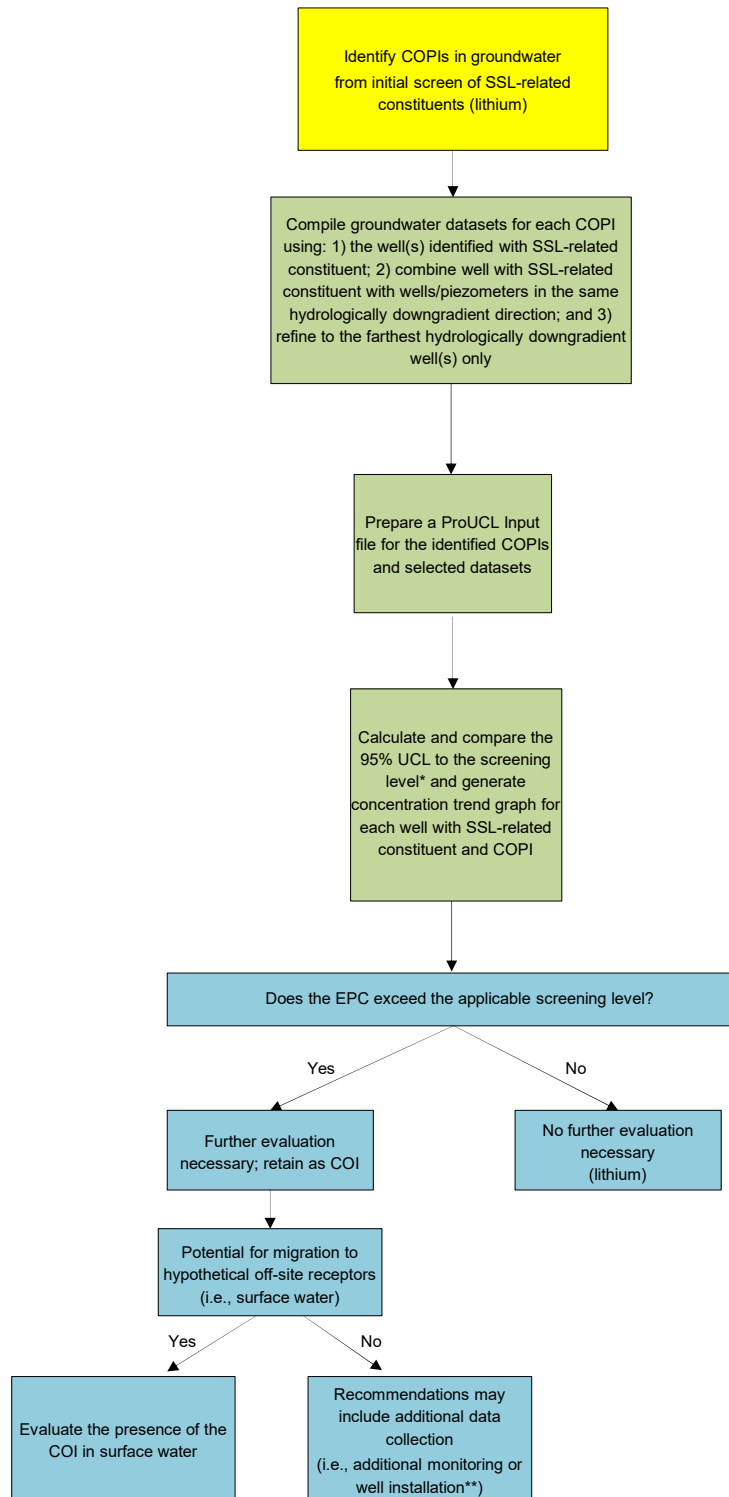 Identify COPIs in groundwater
from initial screen of SSL-related
constituents (lithium)
Compile groundwater datasets for each COPI
using: 1) the well(s) identified with SSL-related
constituent; 2) combine well with SSL-related
constituent with wells/piezometers in the same
hydrologically downgradient direction; and 3)
refine to the farthest hydrologically downgradient
well(s) only
Prepare a ProUCL Input
file for the identified COPIs
and selected datasets
Calculate and compare the
95% UCL to the screening
level* and generate
concentration trend graph for
each well with SSL-related
constituent and COPI
Does the EPC exceed the applicable screening level?
Yes
No
Further evaluation
necessary; retain as COI
No further evaluation
necessary
(lithium)
Potential for migration to
hypothetical off-site receptors
(i.e., surface water)
Yes
No
Evaluate the presence of the
COI in surface water
Recommendations may
include additional data
collection
(i.e., additional monitoring or
well installation**)